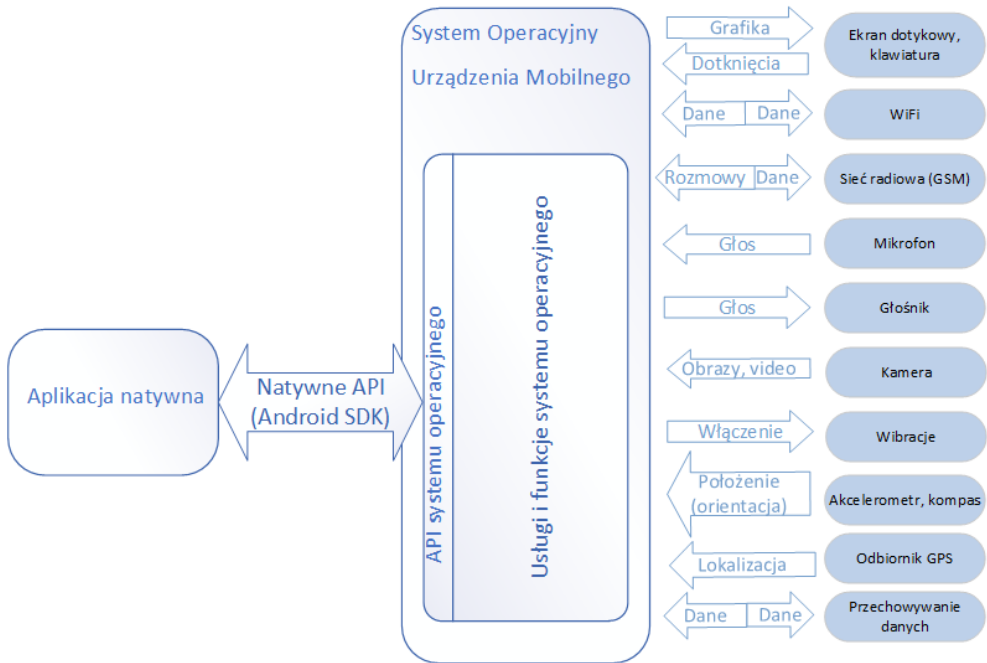 Aplikacja natywna
Natywne API
(Android SDK)
System Operacyjny
Urządzenia Mobilnego
API systemu operacyjnego
Usługi i funkcje systemu operacyjnego
Grafika
Dotknięcia
Ekran dotykowy,
klawiatura
Dane Dane
WiFi
Rozmowy Dane
Sieć radiowa (GSM)
Głos
Mikrofon
Głos
Głośnik
Obrazy, video
Kamera
Włączenie
Wibracje
Położenie
(orientacja)
Akcelerometr, kompas
Lokalizacja
Odbiornik GPS
Dane Dane
Przechowywanie
danych